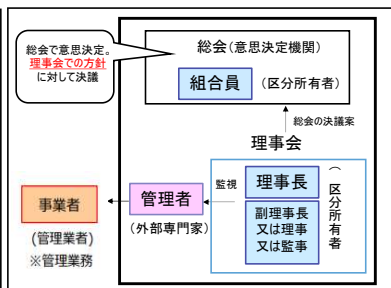 総会で意思決定。
理事会での方針
に対して決議
総会(意思決定機関)
組合員
(区分所有者)
総会の決議案
理事会
監視
理事長
副理事長
又は理事
又は監事
(区分所有者
管理者
(外部専門家)
事業者
(管理業者)
※管理業務